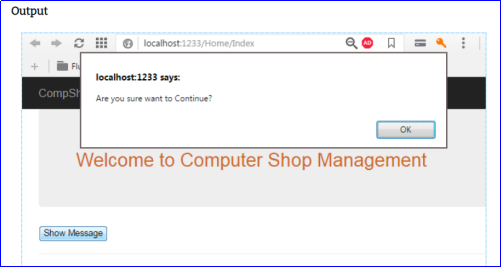 Output
localhost:1233/Home/Index
AD
localhost:1233 says:
Are you sure want to Continue?
OK
CompSh
Welcome to Computer Shop Management
Show Message